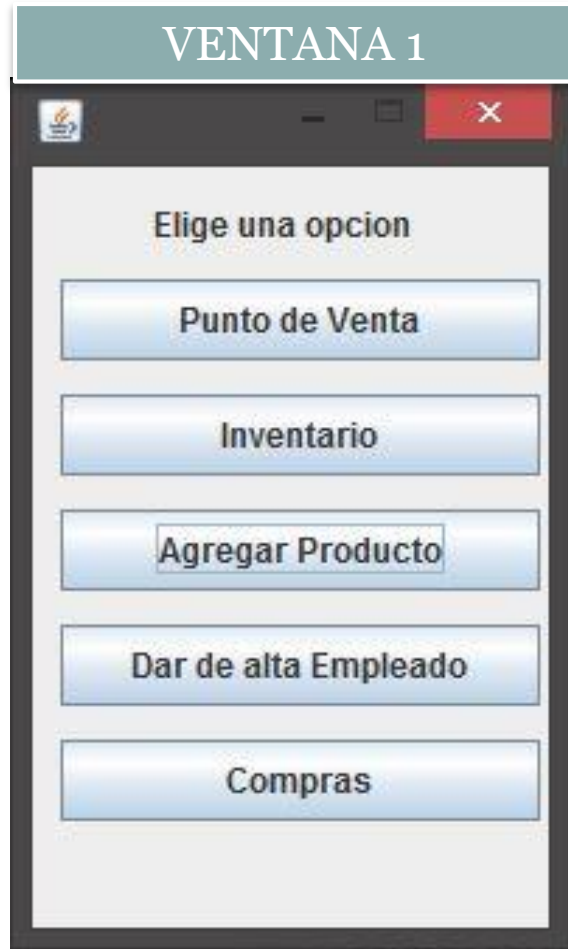 VENTANA 1
Elige una opcion
Punto de Venta
Inventario
Agregar Producto
Dar de alta Empleado
Compras